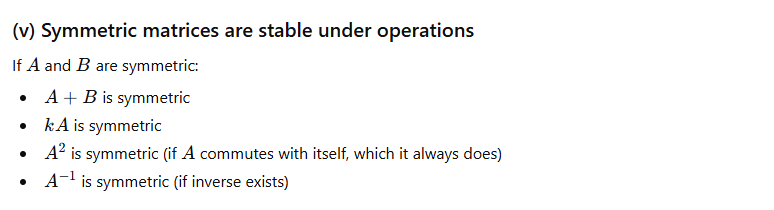 (v) Symmetric matrices are stable under operations
If A and B are symmetric:
• A + B is symmetric
• kA is symmetric
• A² is symmetric (if A commutes with itself, which it always does)
• A⁻¹ is symmetric (if inverse exists)